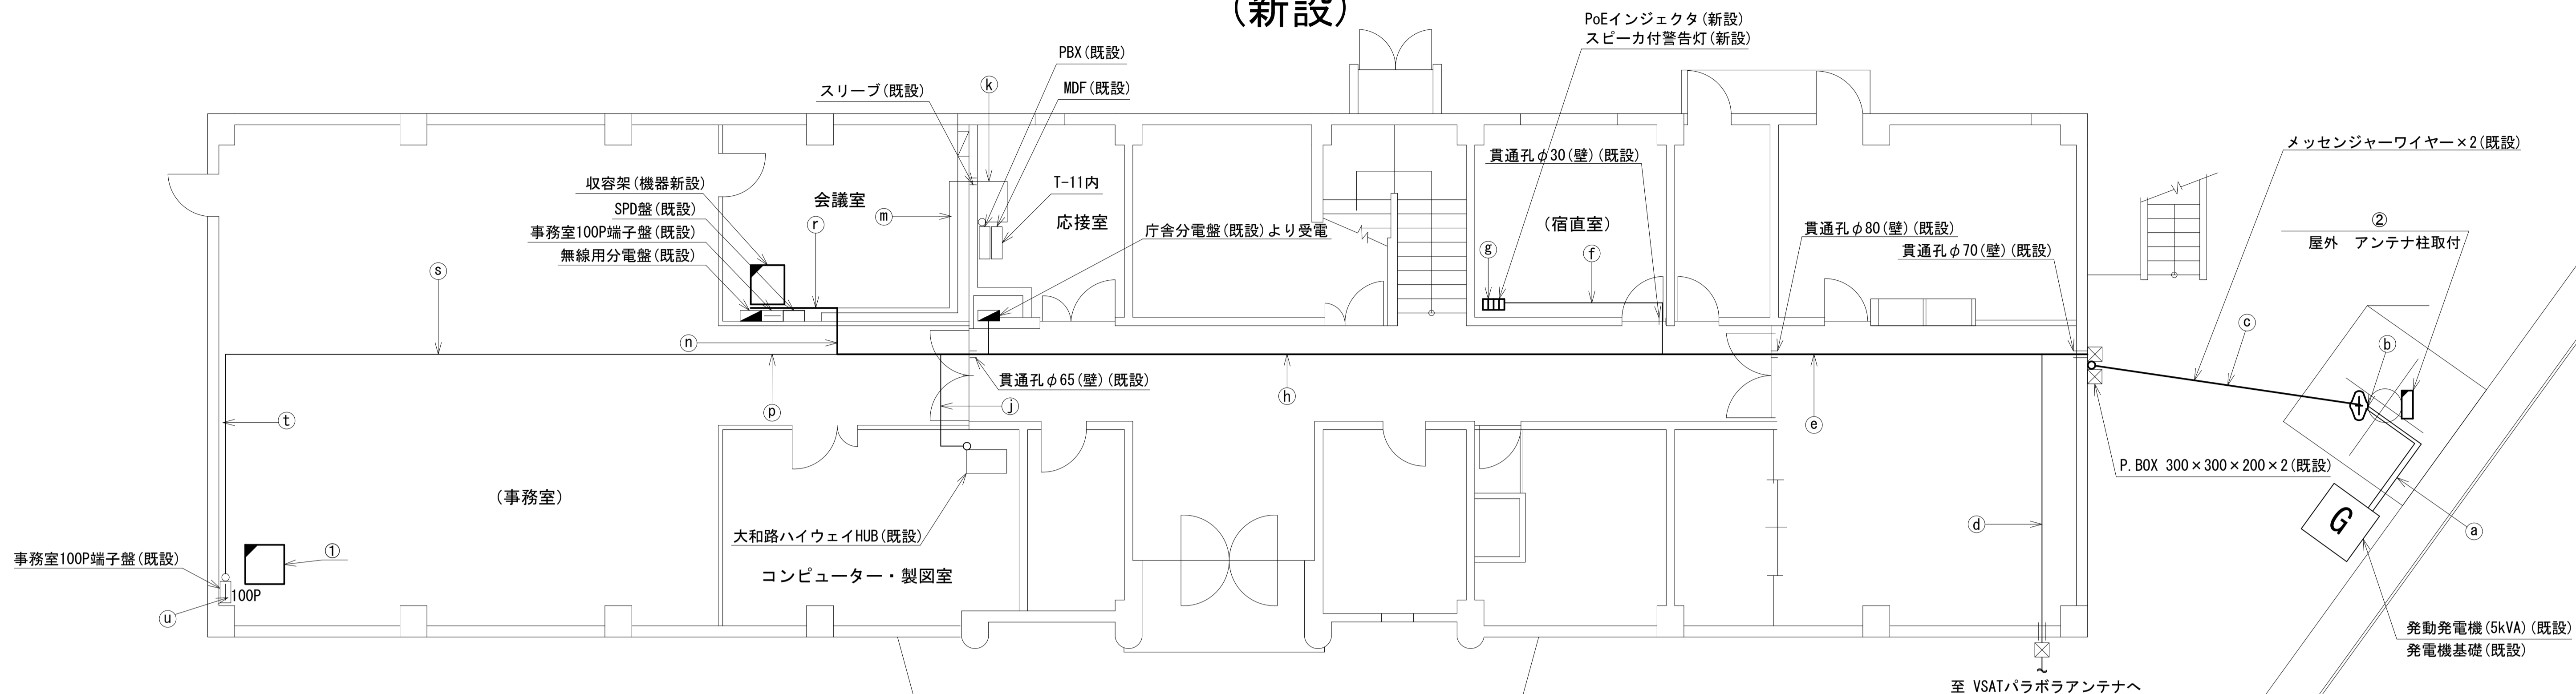 (新設)
PoEインジェクタ(新設)
スピーカ付警告灯(新設)
PBX(既設)
MDF(既設)
スリーブ(既設)
k
メッセンジャーワイヤー×2(既設)
貫通孔φ30(壁)(既設)
収容架(機器新設)
SPD盤(既設)
事務室100P端子盤(既設)
無線用分電盤(既設)
会議室
r
m
T-11内
応接室
庁舎分電盤(既設)より受電
(宿直室)
g
f
貫通孔φ80(壁)(既設)
貫通孔φ70(壁)(既設)
②
屋外 アンテナ柱取付
s
n
p
貫通孔φ65(壁)(既設)
j
h
e
c
b
t
P.BOX 300×300×200×2(既設)
(事務室)
大和路ハイウェイHUB(既設)
コンピューター・製図室
d
G
a
事務室100P端子盤(既設)
①
100P
u
発動発電機(5kVA)(既設)
発電機基礎(既設)
至 VSATパラボラアンテナへ